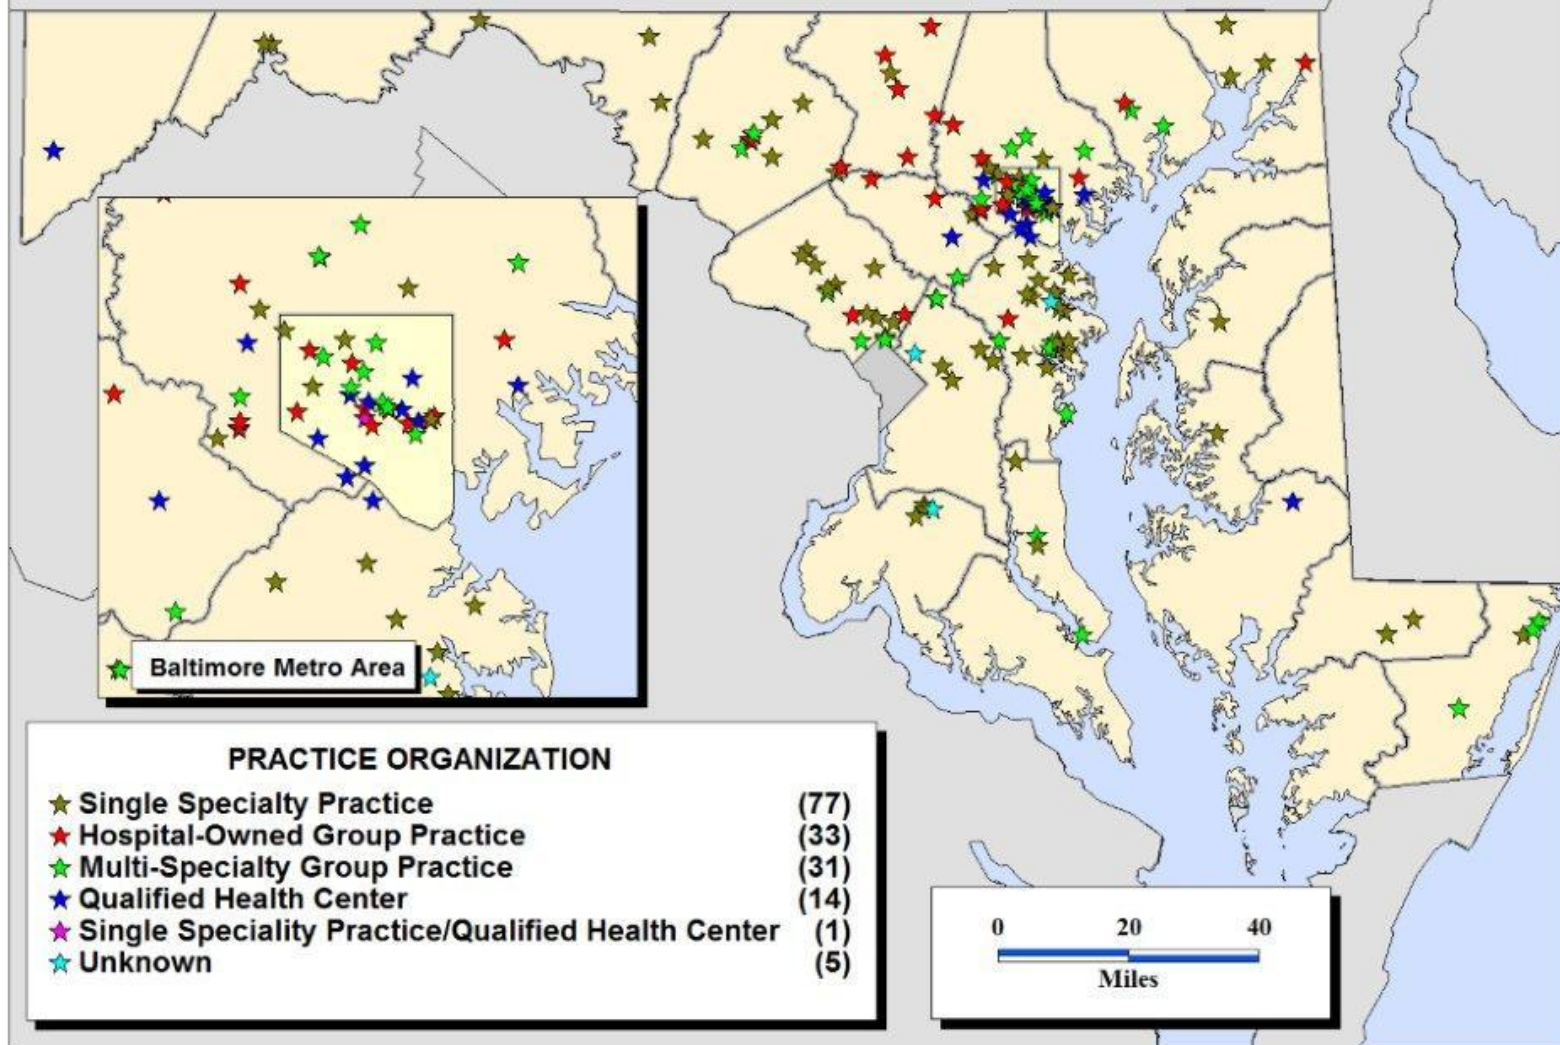 Baltimore Metro Area
PRACTICE ORGANIZATION
Single Specialty Practice (77)
Hospital-Owned Group Practice (33)
Multi-Specialty Group Practice (31)
Qualified Health Center (14)
Single Speciality Practice/Qualified Health Center (1)
Unknown (5)
0 20 40
Miles